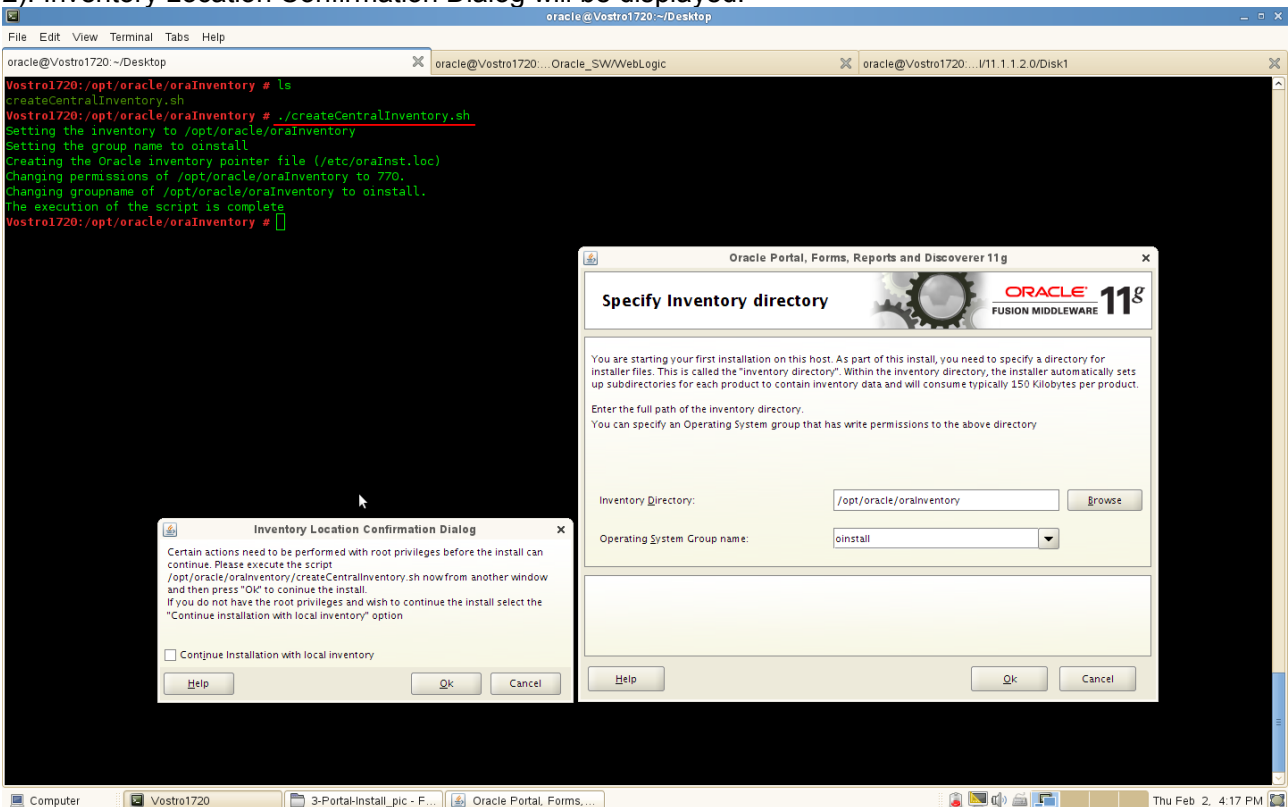 2). Inventory Location Confirmation Dialog will be displayed.
oracle@Vostro1720:~/Desktop
File Edit View Terminal Tabs Help
oracle@Vostro1720:~/Desktop
oracle@Vostro1720:...Oracle_SW/WebLogic
oracle@Vostro1720:...l/11.1.1.2.0/Disk1
Vostro1720:/opt/oracle/oraInventory # ls
createCentralInventory.sh
Vostro1720:/opt/oracle/oraInventory # ./createCentralInventory.sh
Setting the inventory to /opt/oracle/oraInventory
Setting the group name to oinstall
Creating the Oracle inventory pointer file (/etc/oraInst.loc)
Changing permissions of /opt/oracle/oraInventory to 770.
Changing groupname of /opt/oracle/oraInventory to oinstall.
The execution of the script is complete
Vostro1720:/opt/oracle/oraInventory #
Oracle Portal, Forms, Reports and Discoverer 11g
Specify Inventory directory
ORACLE
FUSION MIDDLEWARE
11g
You are starting your first installation on this host. As part of this install, you need to specify a directory for
installer files. This is called the "inventory directory". Within the inventory directory, the installer automatically sets
up subdirectories for each product to contain inventory data and will consume typically 150 Kilobytes per product.
Enter the full path of the inventory directory.
You can specify an Operating System group that has write permissions to the above directory
Inventory Directory:
/opt/oracle/oraInventory
Browse
Operating System Group name:
oinstall
Help
Ok
Cancel
Inventory Location Confirmation Dialog
Certain actions need to be performed with root privileges before the install can
continue. Please execute the script
/opt/oracle/oraInventory/createCentralInventory.sh now from another window
and then press "Ok" to coninue the install.
If you do not have the root privileges and wish to continue the install select the
"Continue installation with local inventory" option
Continue Installation with local inventory
Help
Ok
Cancel
Computer
Vostro1720
3-Portal-Install_pic - F...
Oracle Portal, Forms,...
Thu Feb 2, 4:17 PM